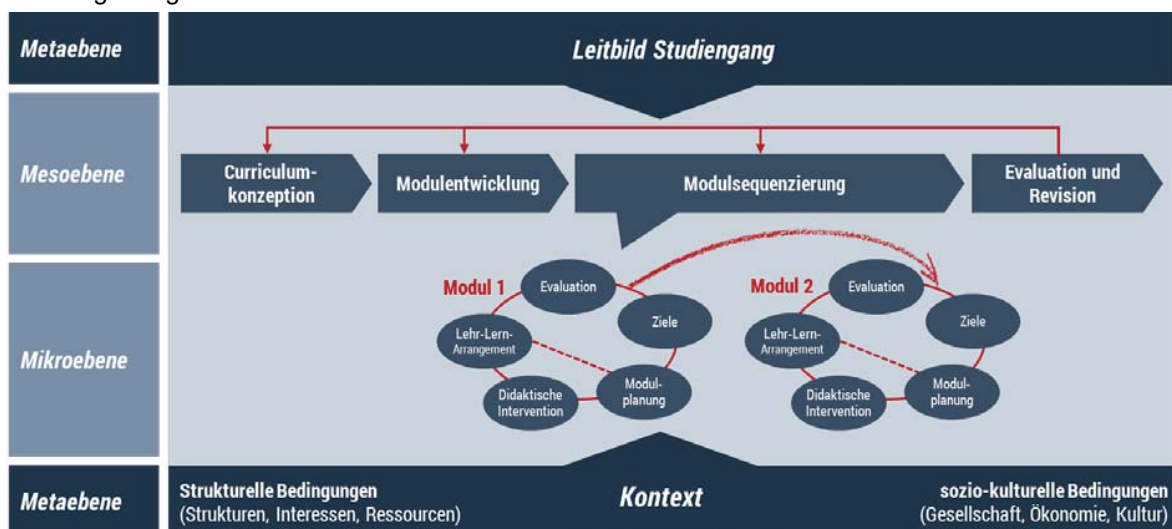 Metaebene
Leitbild Studiengang
Mesoebene
Curriculum-
konzeption
Modulentwicklung
Modulsequenzierung
Evaluation und
Revision
Mikroebene
Modul 1
Evaluation
Ziele
Lehr-Lern-
Arrangement
Didaktische
Intervention
Modul-
planung
Modul 2
Evaluation
Ziele
Lehr-Lern-
Arrangement
Didaktische
Intervention
Modul-
planung
Metaebene
Strukturelle Bedingungen
(Strukturen, Interessen, Ressourcen)
Kontext
sozio-kulturelle Bedingungen
(Gesellschaft, Ökonomie, Kultur)